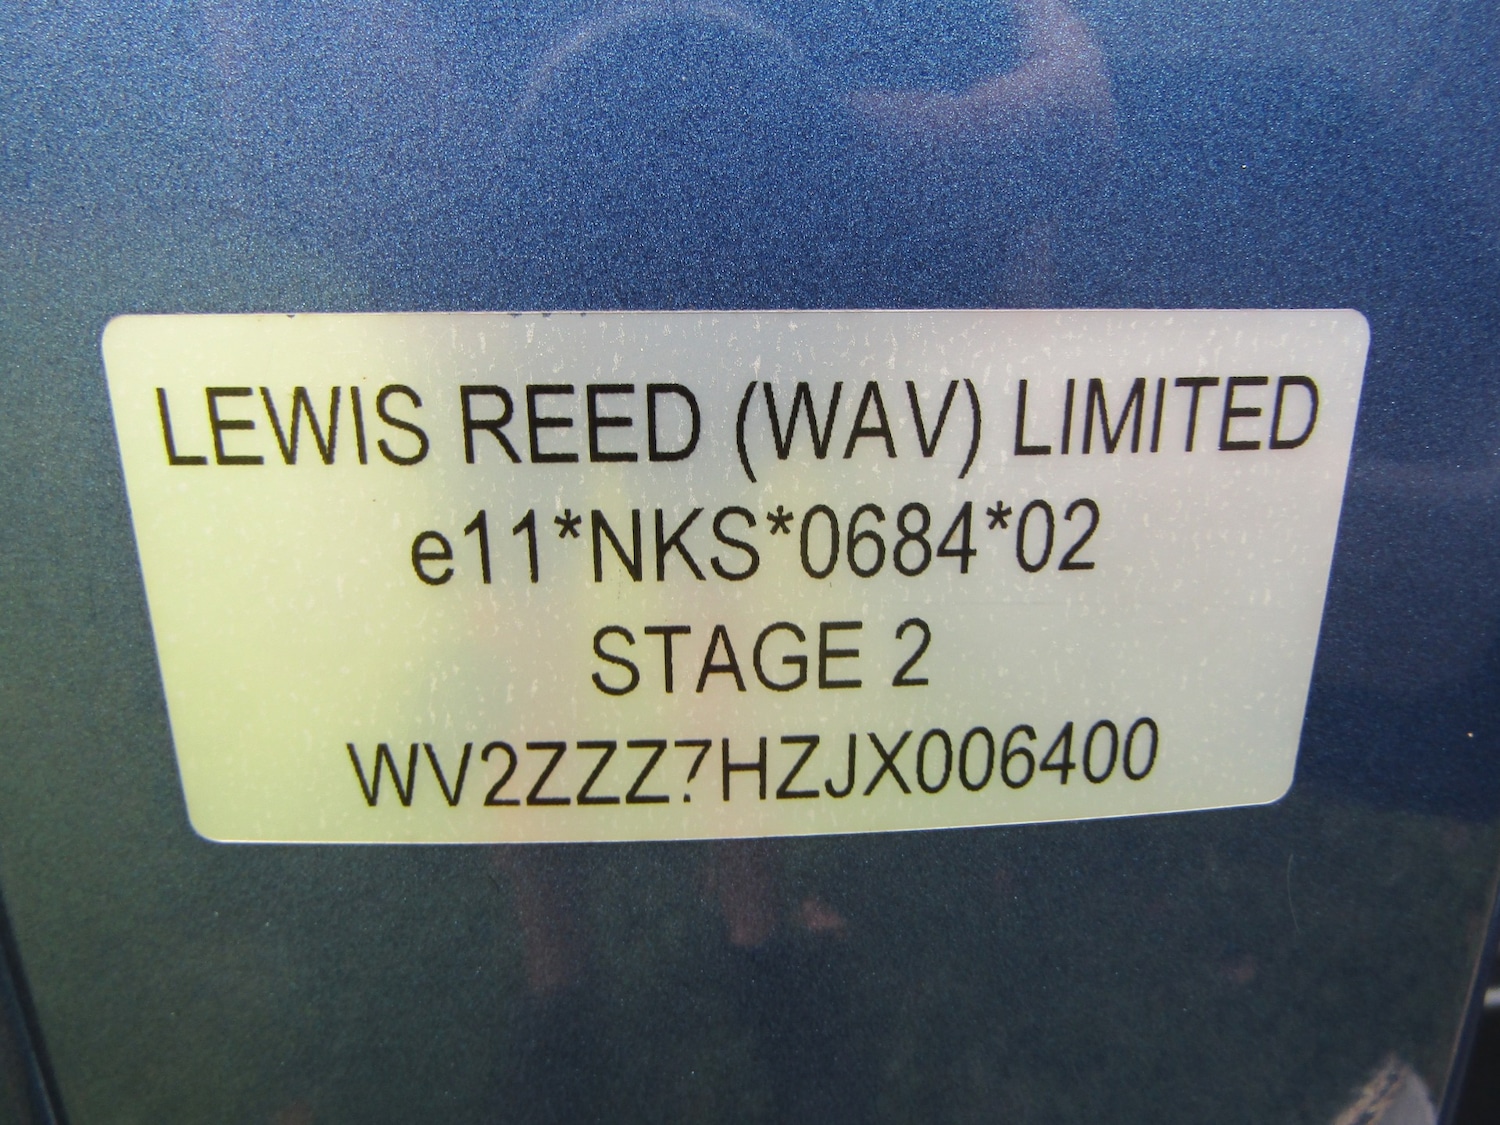 LEWIS REED (WAV) LIMITED
e11*NKS*0684*02
STAGE 2
WV2ZZZ7HZJX006400